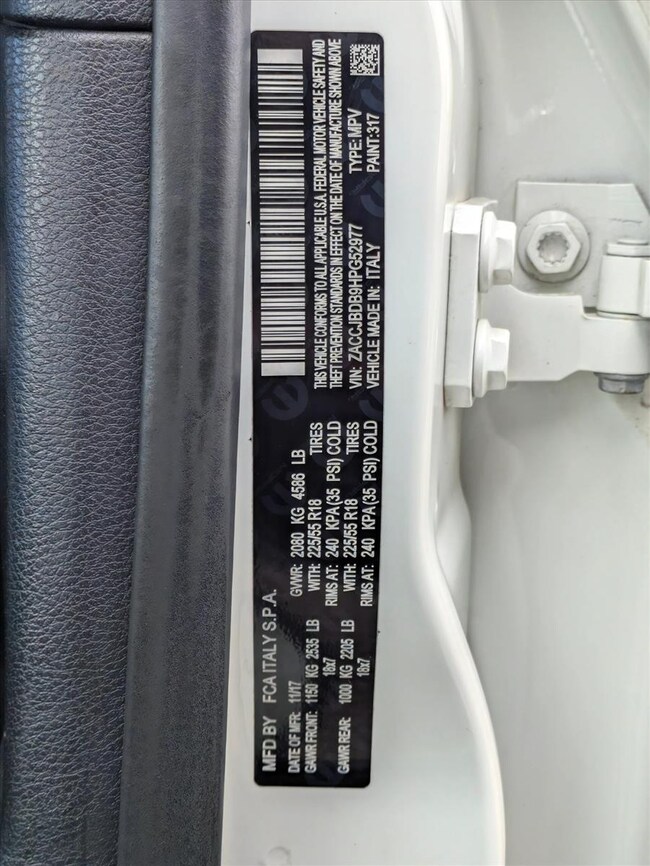 MFD BY FCA ITALY S.P.A.
DATE OF MFR: 11/17 GVWR: 2080 KG 4586 LB
GAWR FRONT: 1150 KG 2535 LB WITH: 225/55 R18 TIRES
18x7 RIMS AT: 240 KPA(35 PSI) COLD
GAWR REAR: 1000 KG 2205 LB WITH: 225/55 R18 TIRES
18x7 RIMS AT: 240 KPA(35 PSI) COLD
THIS VEHICLE CONFORMS TO ALL APPLICABLE U.S.A. FEDERAL MOTOR VEHICLE SAFETY AND
THEFT PREVENTION STANDARDS IN EFFECT ON THE DATE OF MANUFACTURE SHOWN ABOVE
VIN: ZACCJBDB9HPG52977 TYPE: MPV
VEHICLE MADE IN: ITALY PAINT: 317